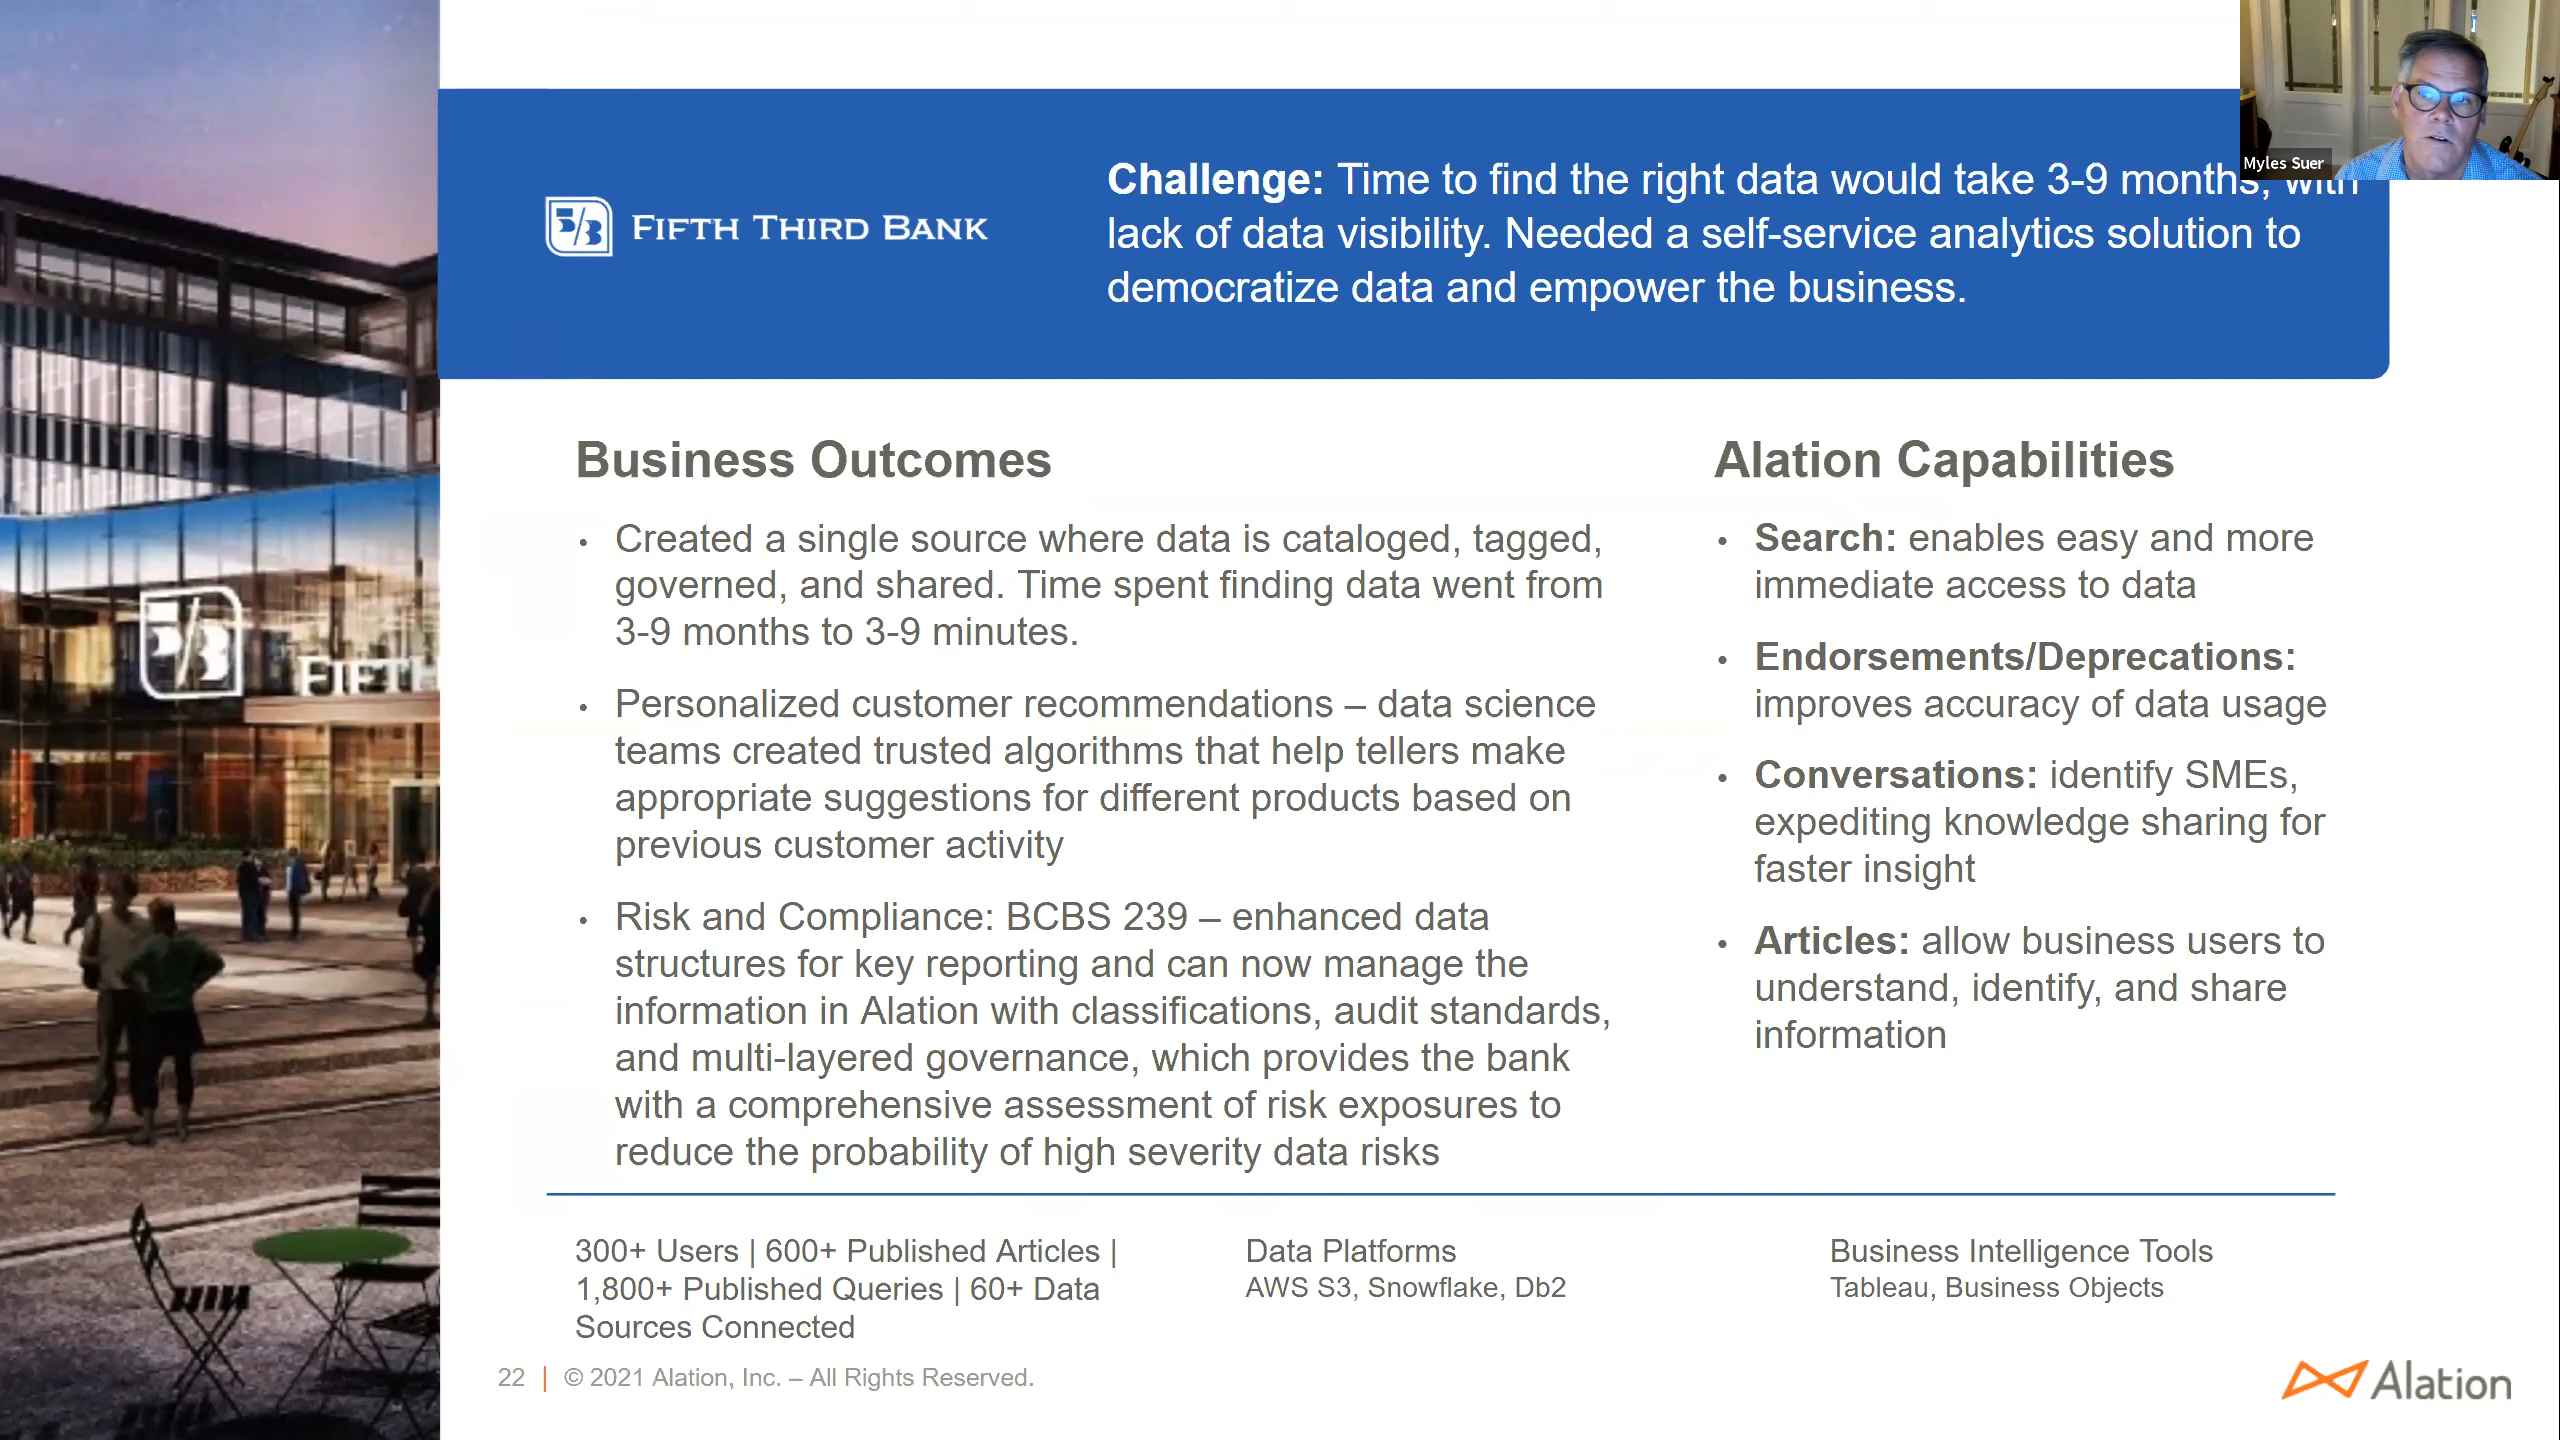 Myles Suer
5/3 FIFTH THIRD BANK
Challenge: Time to find the right data would take 3-9 months, with
lack of data visibility. Needed a self-service analytics solution to
democratize data and empower the business.
5/3 FIFTH
Business Outcomes
• Created a single source where data is cataloged, tagged,
governed, and shared. Time spent finding data went from
3-9 months to 3-9 minutes.
• Personalized customer recommendations – data science
teams created trusted algorithms that help tellers make
appropriate suggestions for different products based on
previous customer activity
• Risk and Compliance: BCBS 239 – enhanced data
structures for key reporting and can now manage the
information in Alation with classifications, audit standards,
and multi-layered governance, which provides the bank
with a comprehensive assessment of risk exposures to
reduce the probability of high severity data risks
Alation Capabilities
• Search: enables easy and more
immediate access to data
• Endorsements/Deprecations:
improves accuracy of data usage
• Conversations: identify SMEs,
expediting knowledge sharing for
faster insight
• Articles: allow business users to
understand, identify, and share
information
300+ Users | 600+ Published Articles |
1,800+ Published Queries | 60+ Data
Sources Connected
Data Platforms
AWS S3, Snowflake, Db2
Business Intelligence Tools
Tableau, Business Objects
22 | © 2021 Alation, Inc. – All Rights Reserved.
Alation